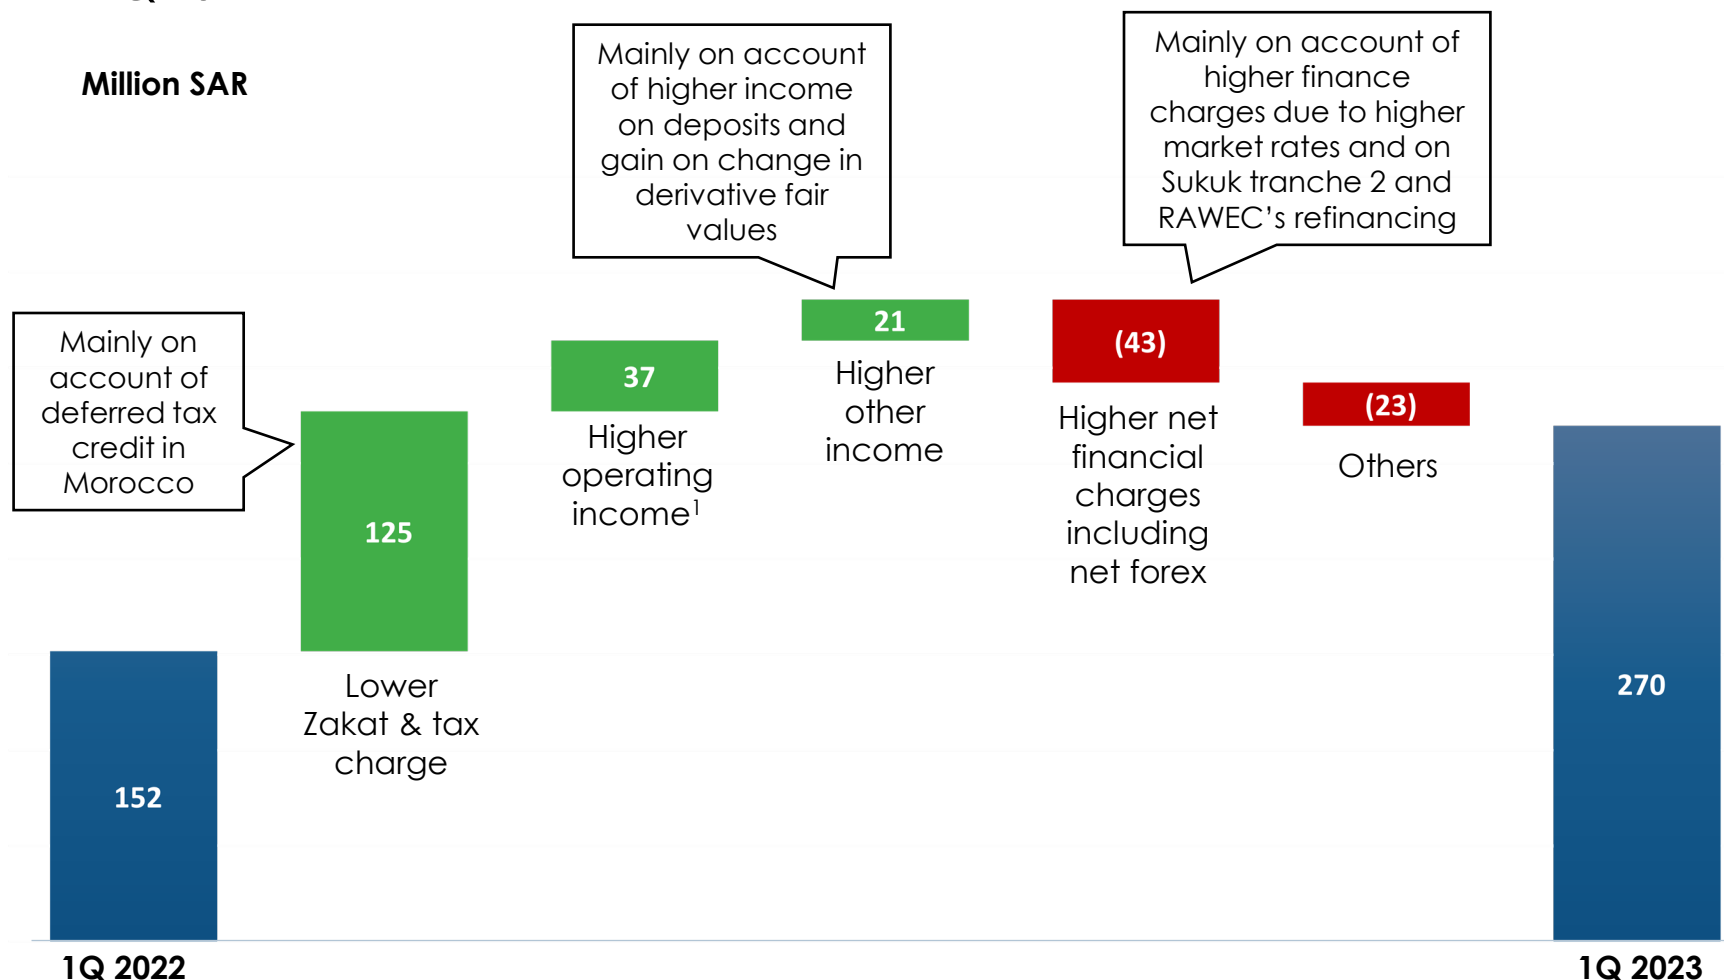 Million SAR
Mainly on account
of higher income
on deposits and
gain on change in
derivative fair
values
Mainly on account of
higher finance
charges due to higher
market rates and on
Sukuk tranche 2 and
RAWEC’s refinancing
Mainly on
account of
deferred tax
credit in
Morocco
152
125
37
21
(43)
(23)
270
Lower
Zakat & tax
charge
Higher
operating
income¹
Higher
other
income
Higher net
financial
charges
including
net forex
Others
1Q 2022
1Q 2023